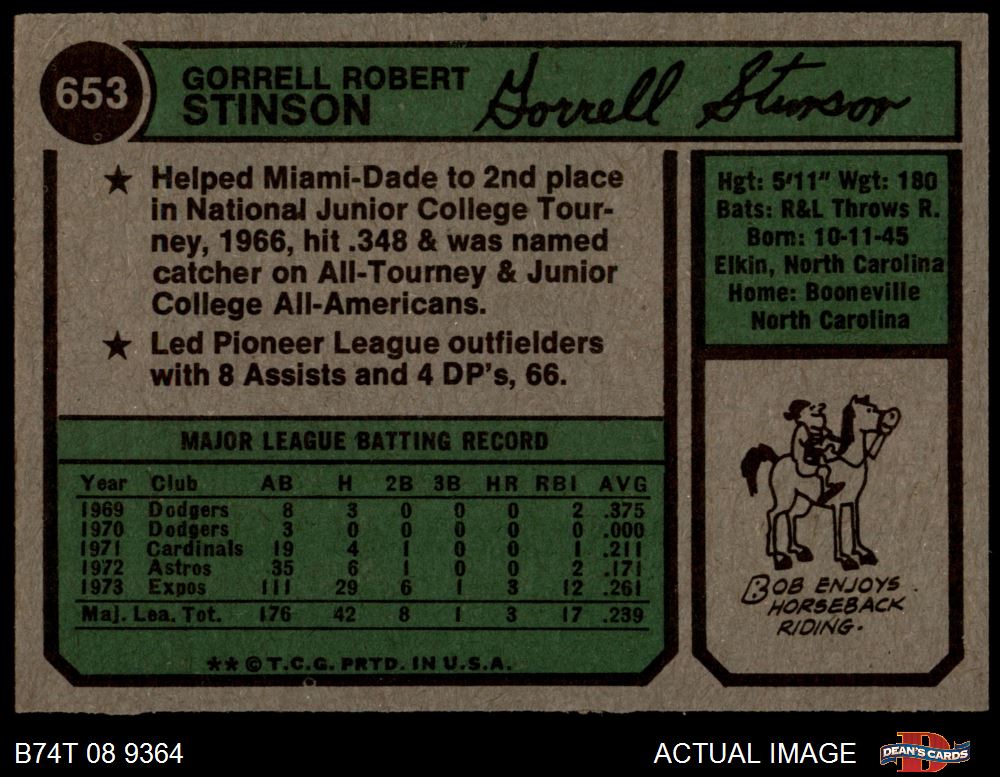 653
GORRELL ROBERT
STINSON
Gorrell Stinson
★ Helped Miami-Dade to 2nd place
in National Junior College Tour-
ney, 1966, hit .348 & was named
catcher on All-Tourney & Junior
College All-Americans.
★ Led Pioneer League outfielders
with 8 Assists and 4 DP's, 66.
Hgt: 5'11" Wgt: 180
Bats: R&L Throws R.
Born: 10-11-45
Elkin, North Carolina
Home: Booneville
North Carolina
MAJOR LEAGUE BATTING RECORD
Year Club AB H 2B 3B HR RBI AVG
1969 Dodgers 8 3 0 0 0 2 .375
1970 Dodgers 3 0 0 0 0 0 .000
1971 Cardinals 19 4 1 0 0 1 .211
1972 Astros 35 6 1 0 0 2 .171
1973 Expos 111 29 6 1 3 12 .261
Maj. Lea. Tot. 176 42 8 1 3 17 .239
** © T.C.G. PRTD. IN U.S.A.
BOB ENJOYS
HORSEBACK
RIDING.
B74T 08 9364
ACTUAL IMAGE
DEAN'S CARDS